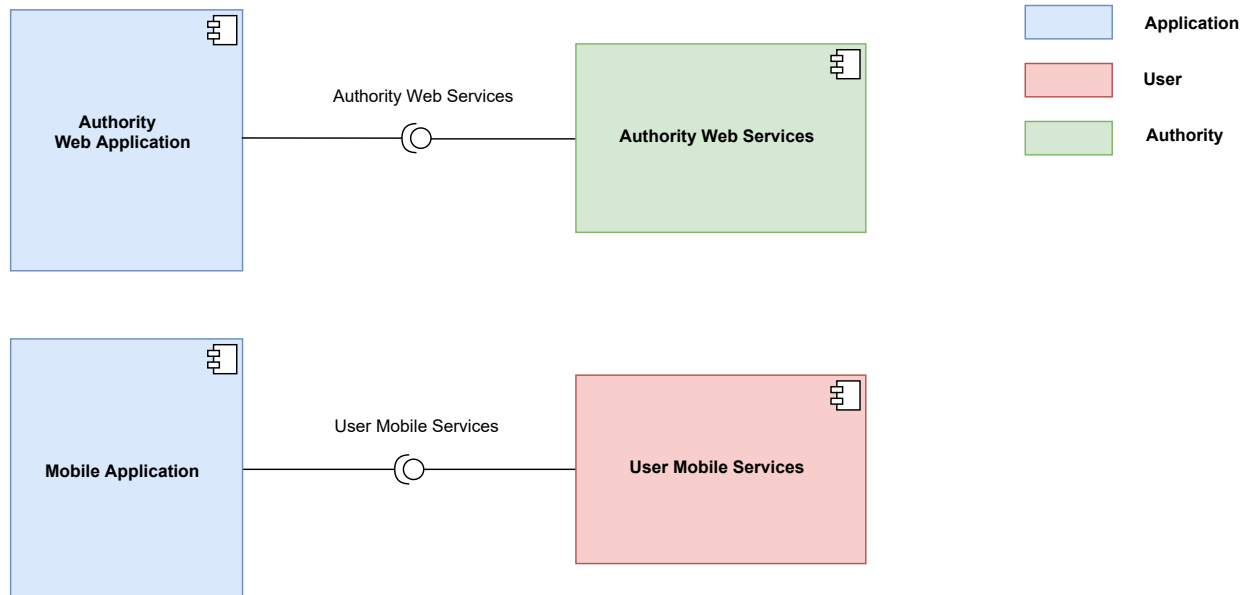 Application
User
Authority
Authority Web Services
Authority
Web Application
Authority Web Services
User Mobile Services
Mobile Application
User Mobile Services